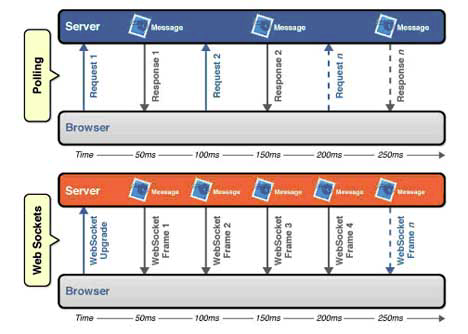 Polling
Server
Message
Message
Message
Request 1
Response 1
Request 2
Response 2
Request n
Response n
Browser
Time 50ms 100ms 150ms 200ms 250ms
Web Sockets
Server
Message
Message
Message
Message
Message
WebSocket
Upgrade
WebSocket
Frame 1
WebSocket
Frame 2
WebSocket
Frame 3
WebSocket
Frame 4
WebSocket
Frame n
Browser
Time 50ms 100ms 150ms 200ms 250ms